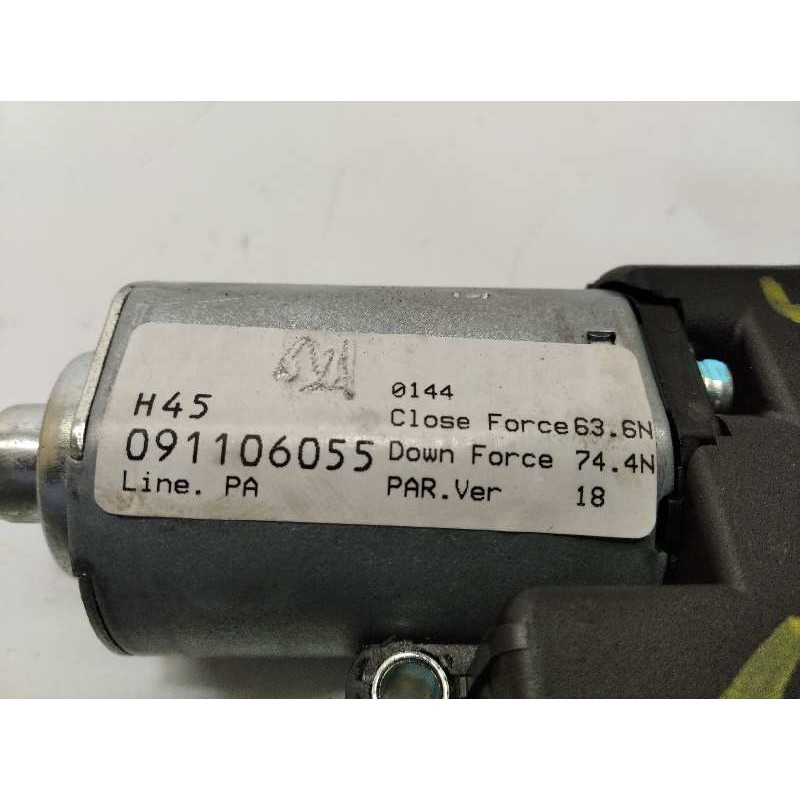 0144
H45 Close Force 63.6N
091106055 Down Force 74.4N
Line. PA PAR.Ver 18